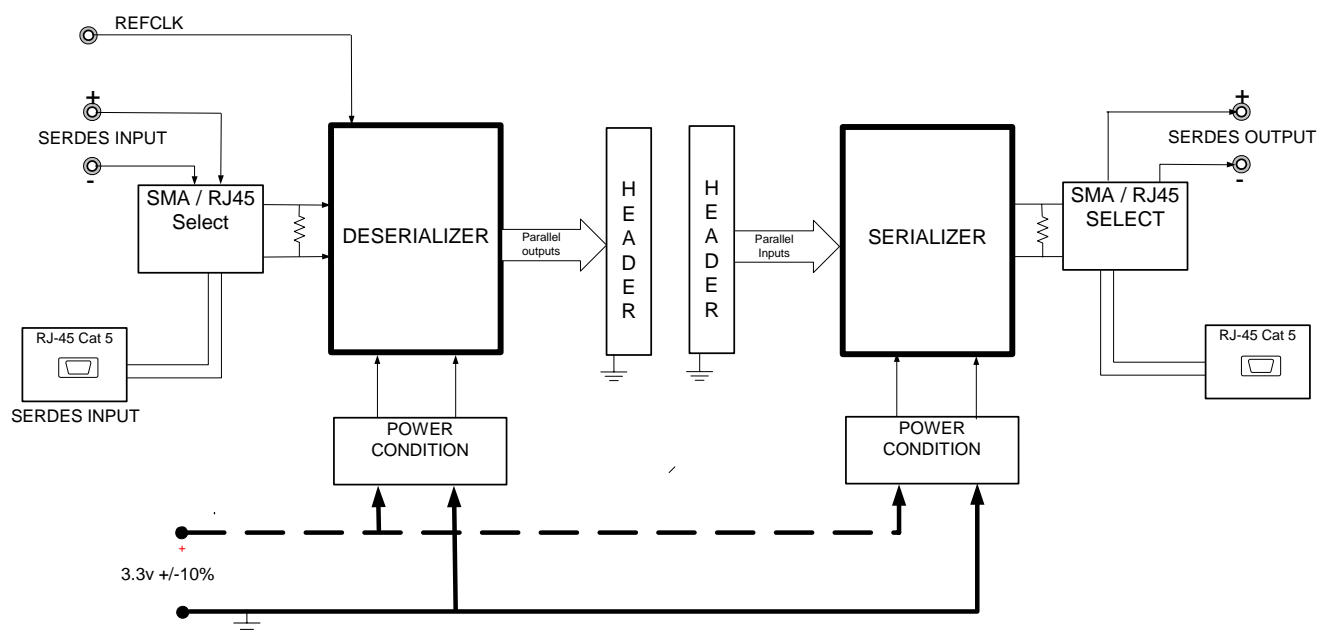 REFCLK
+
SERDES INPUT
-
SMA / RJ45
Select
RJ-45 Cat 5
SERDES INPUT
DESERIALIZER
Parallel
outputs
H
E
A
D
E
R
H
E
A
D
E
R
Parallel
Inputs
SERIALIZER
+
SERDES OUTPUT
-
SMA / RJ45
SELECT
RJ-45 Cat 5
POWER
CONDITION
POWER
CONDITION
+
3.3v +/-10%